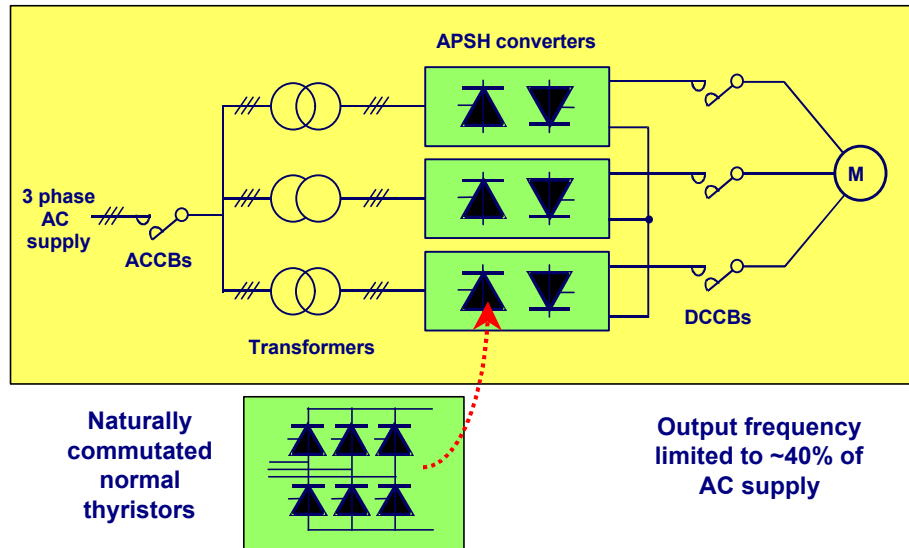 APSH converters
3 phase
AC
supply
ACCBs
M
DCCBs
Transformers
Naturally
commutated
normal
thyristors
Output frequency
limited to ~40% of
AC supply